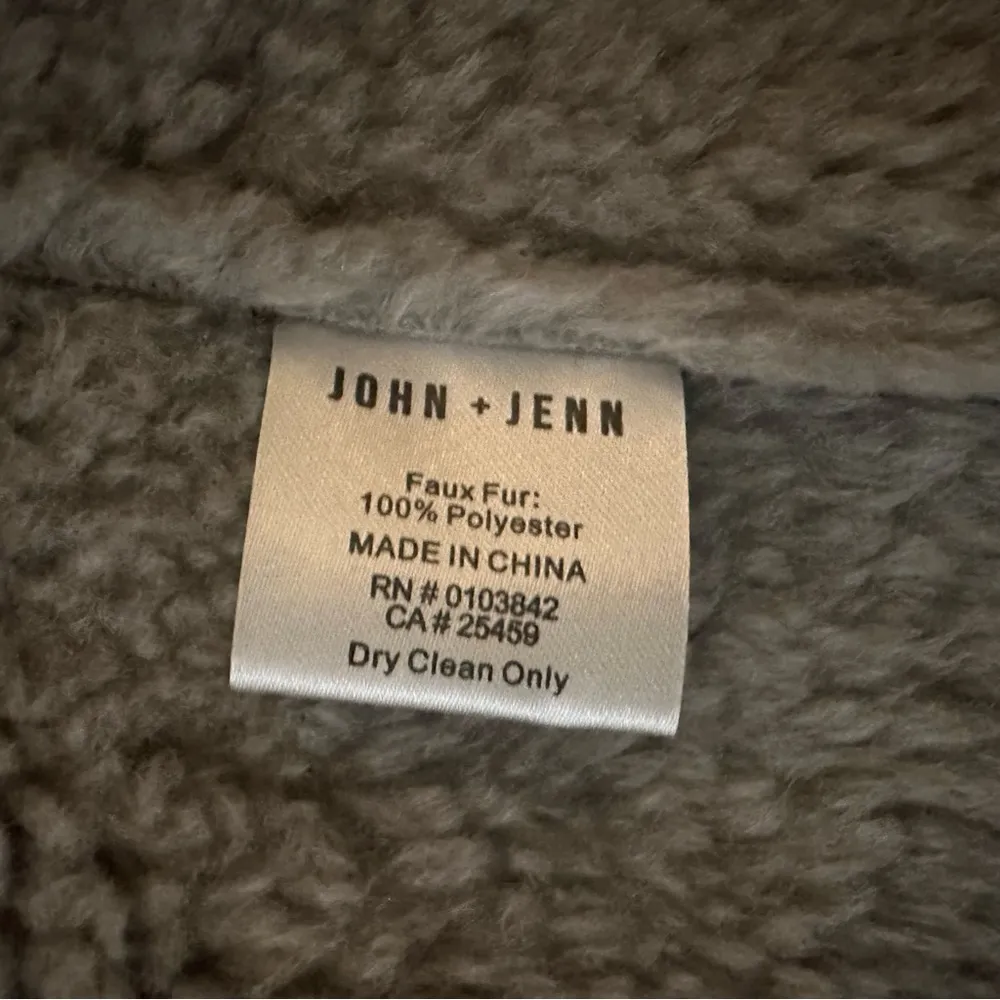 JOHN + JENN
Faux Fur:
100% Polyester
MADE IN CHINA
RN # 0103842
CA # 25459
Dry Clean Only